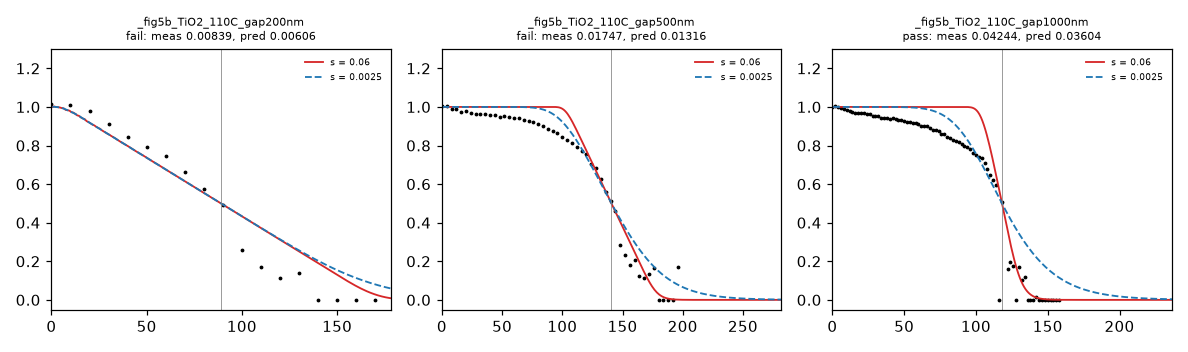 _fig5b_TiO2_110C_gap200nm
fail: meas 0.00839, pred 0.00606
s = 0.06
s = 0.0025
1.2
1.0
0.8
0.6
0.4
0.2
0.0
0 50 100 150
_fig5b_TiO2_110C_gap500nm
fail: meas 0.01747, pred 0.01316
s = 0.06
s = 0.0025
1.2
1.0
0.8
0.6
0.4
0.2
0.0
0 50 100 150 200 250
_fig5b_TiO2_110C_gap1000nm
pass: meas 0.04244, pred 0.03604
s = 0.06
s = 0.0025
1.2
1.0
0.8
0.6
0.4
0.2
0.0
0 50 100 150 200